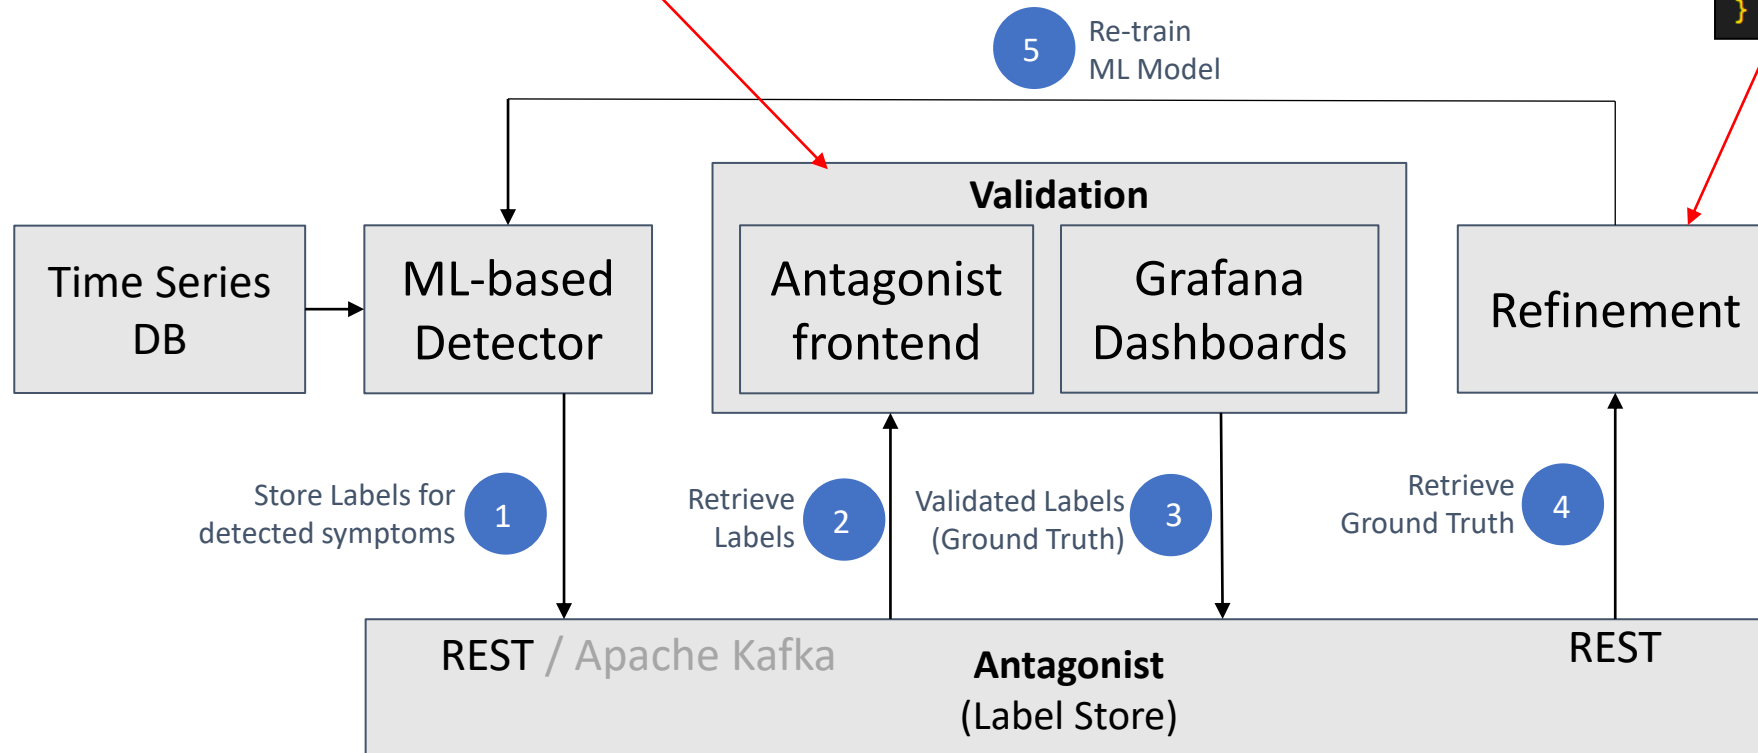 }
5
Re-train
ML Model
Validation
Time Series
DB
ML-based
Detector
Antagonist
frontend
Grafana
Dashboards
Refinement
Store Labels for
detected symptoms
1
Retrieve
Labels
2
Validated Labels
(Ground Truth)
3
Retrieve
Ground Truth
4
REST / Apache Kafka
Antagonist
(Label Store)
REST